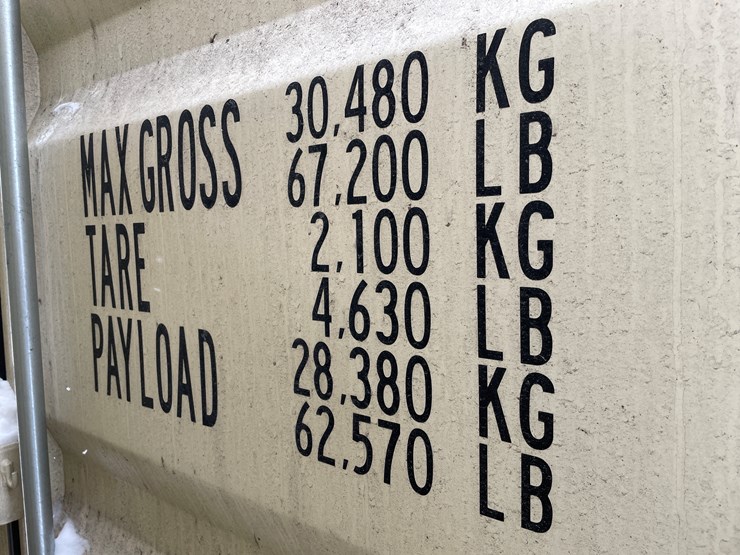 MAX GROSS 30,480 KG
67,200 LB
TARE 2,100 KG
4,630 LB
PAYLOAD 28,380 KG
62,570 LB